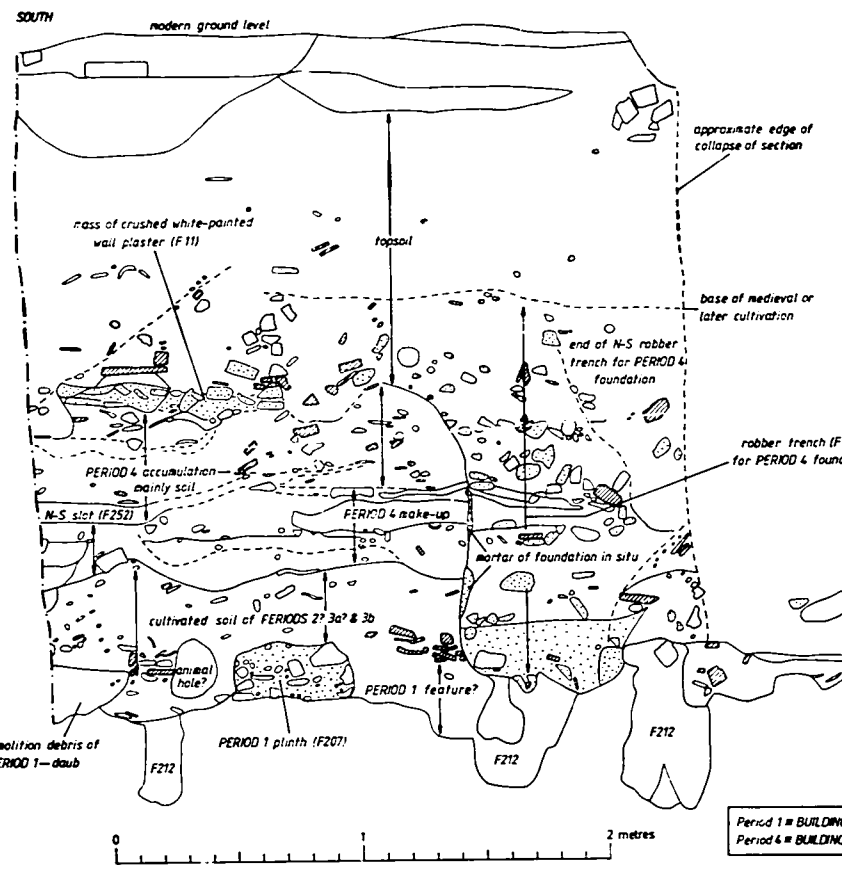 SOUTH
modern ground level
approximate edge of
collapse of section
mass of crushed white-painted
wall plaster (F11)
topsoil
base of medieval or
later cultivation
end of N-S robber
trench for PERIOD 4
foundation
robber trench (F
for PERIOD 4 found
PERIOD 4 accumulation
mainly soil
N-S slot (F252)
PERIOD 4 make-up
mortar of foundation in situ
cultivated soil of PERIODS 2? 3a? & 3b
animal
hole?
PERIOD 1 feature?
molition debris of
ERIOD 1—daub
F212
PERIOD 1 plinth (F207)
F212
F212
0 1 2 metres
Period 1 = BUILDING
Period 4 = BUILDING